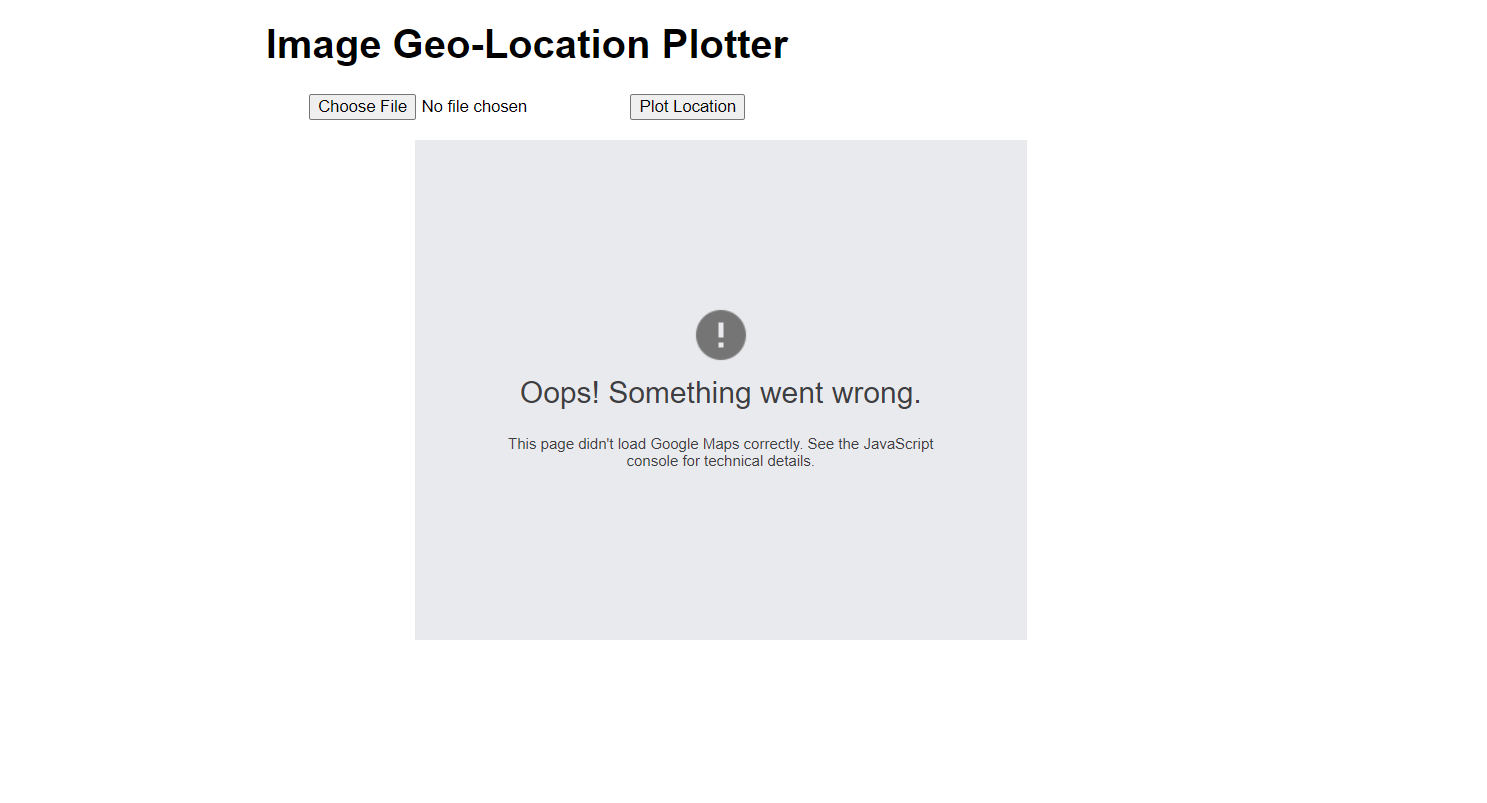 Image Geo-Location Plotter
Choose File No file chosen Plot Location
!
Oops! Something went wrong.
This page didn't load Google Maps correctly. See the JavaScript
console for technical details.